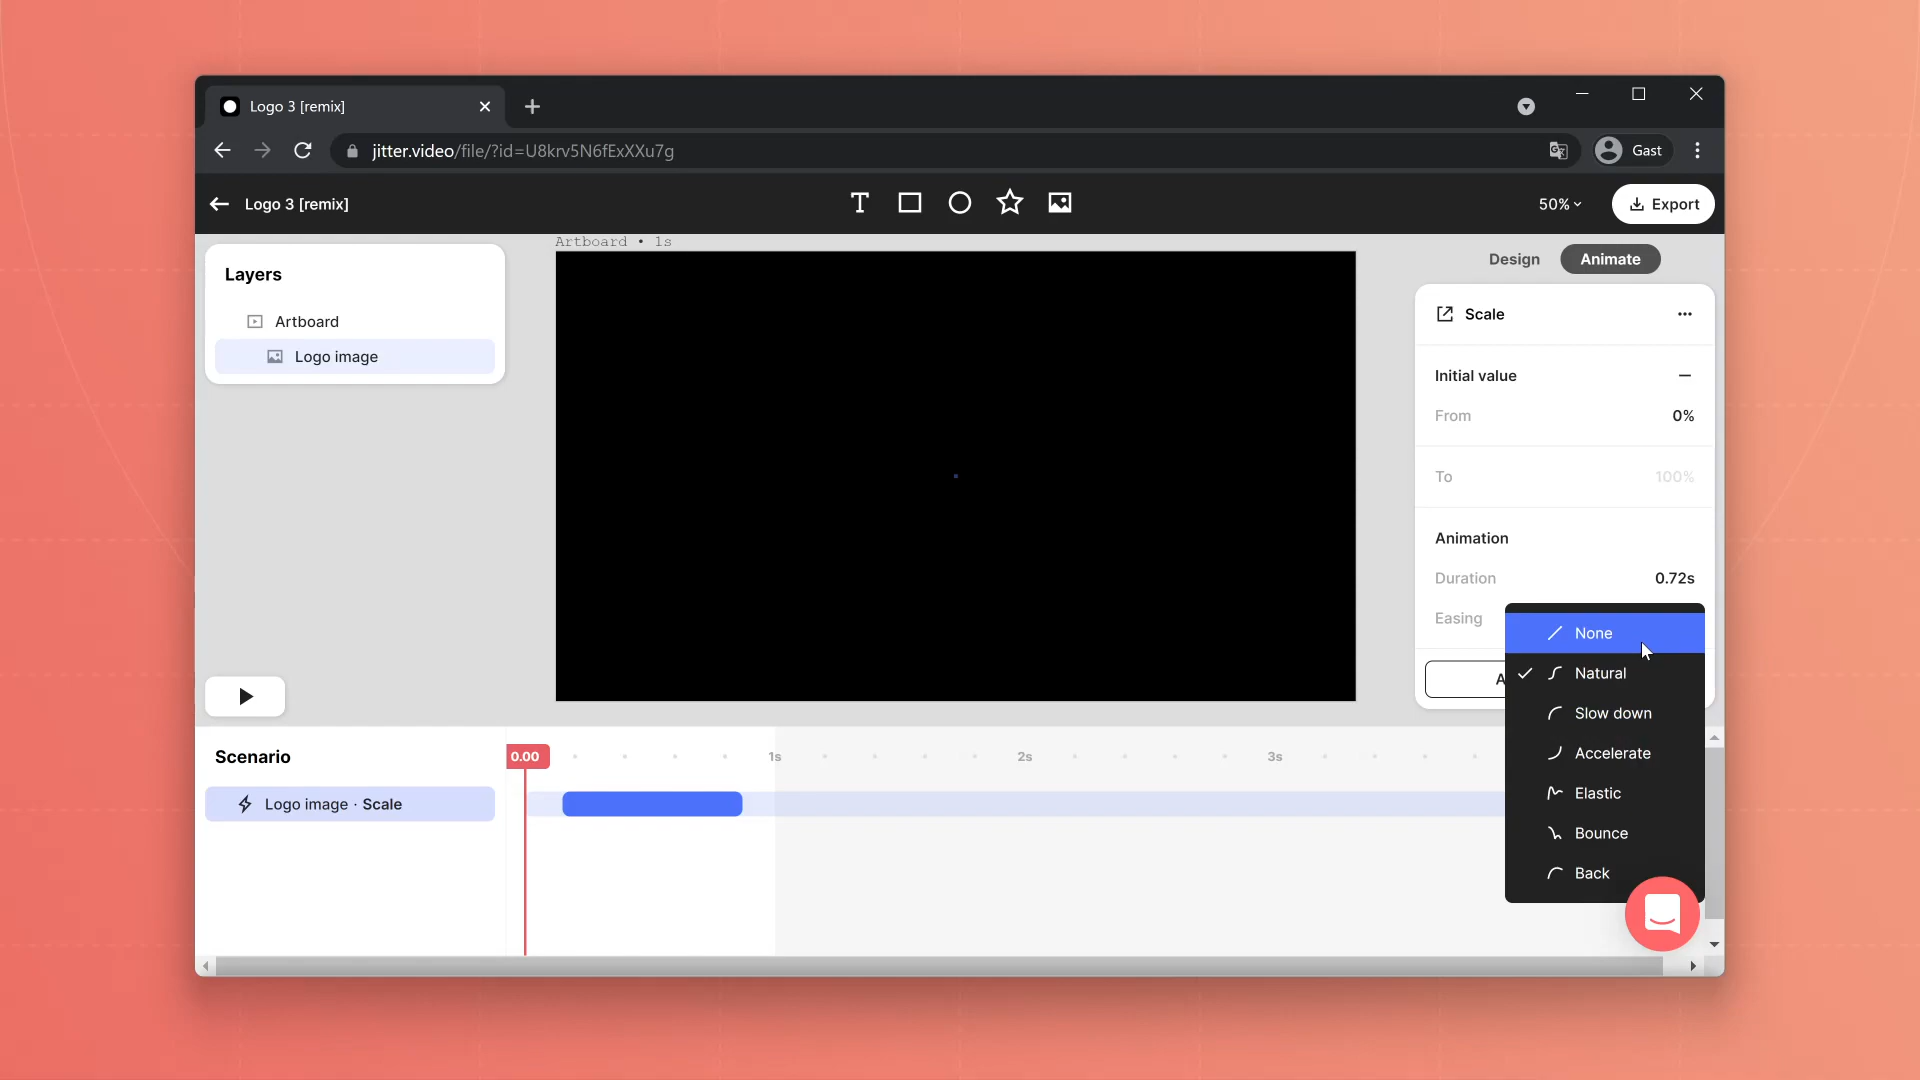 Logo 3 [remix]
jitter.video/file/?id=U8krv5N6fExXXu7g
Gast
Logo 3 [remix]
T
50%
Export
Artboard • 1s
Layers
Artboard
Logo image
Design
Animate
Scale
Initial value
From
0%
To
100%
Animation
Duration
0.72s
Easing
None
A
Natural
Slow down
Accelerate
Elastic
Bounce
Back
Scenario
0.00
1s
2s
3s
Logo image · Scale